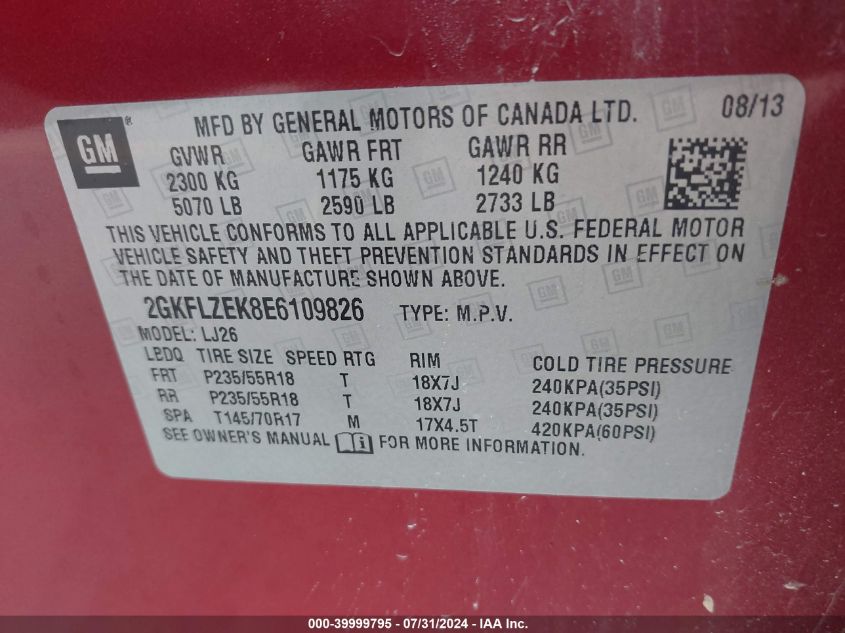 GM®
MFD BY GENERAL MOTORS OF CANADA LTD. 08/13
GVWR GAWR FRT GAWR RR
2300 KG 1175 KG 1240 KG
5070 LB 2590 LB 2733 LB
THIS VEHICLE CONFORMS TO ALL APPLICABLE U.S. FEDERAL MOTOR
VEHICLE SAFETY AND THEFT PREVENTION STANDARDS IN EFFECT ON
THE DATE OF MANUFACTURE SHOWN ABOVE.
2GKFLZEK8E6109826 TYPE: M.P.V.
MODEL: LJ26
LBDQ TIRE SIZE SPEED RTG RIM COLD TIRE PRESSURE
FRT P235/55R18 T 18X7J 240KPA(35PSI)
RR P235/55R18 T 18X7J 240KPA(35PSI)
SPA T145/70R17 M 17X4.5T 420KPA(60PSI)
SEE OWNER'S MANUAL FOR MORE INFORMATION.
000-39999795 - 07/31/2024 - IAA Inc.